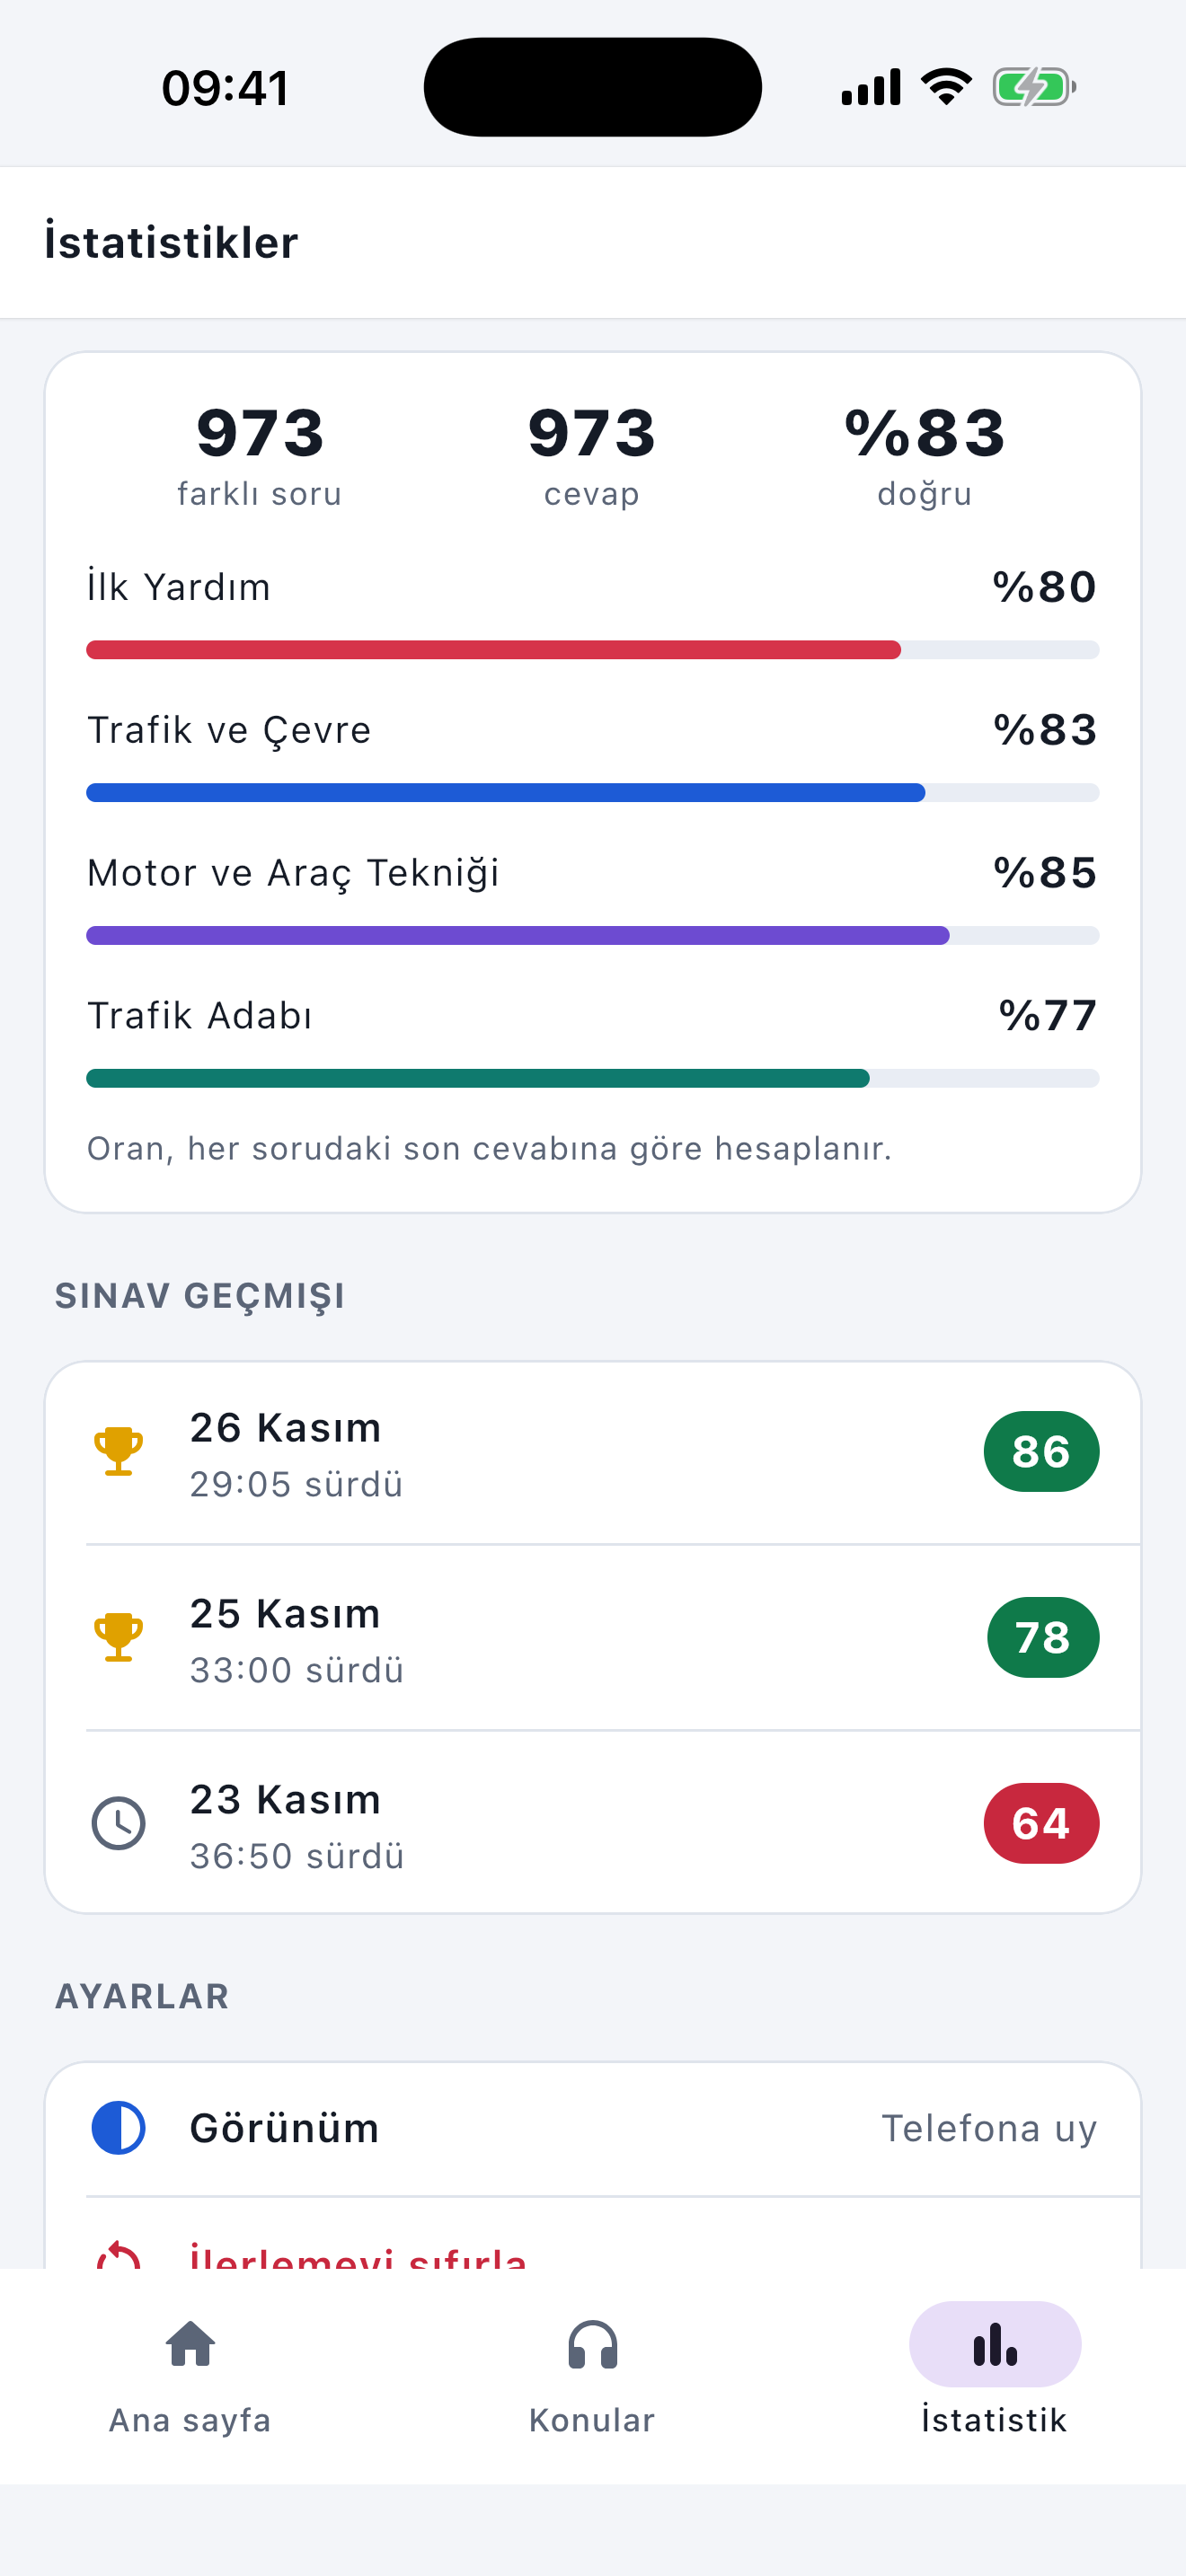 09:41
İstatistikler
973 973 %83
farklı soru cevap doğru
İlk Yardım %80
Trafik ve Çevre %83
Motor ve Araç Tekniği %85
Trafik Adabı %77
Oran, her sorudaki son cevabına göre hesaplanır.
SINAV GEÇMIŞI
26 Kasım
29:05 sürdü
86
25 Kasım
33:00 sürdü
78
23 Kasım
36:50 sürdü
64
AYARLAR
Görünüm Telefona uy
İlerlemeyi sıfırla
Ana sayfa Konular İstatistik